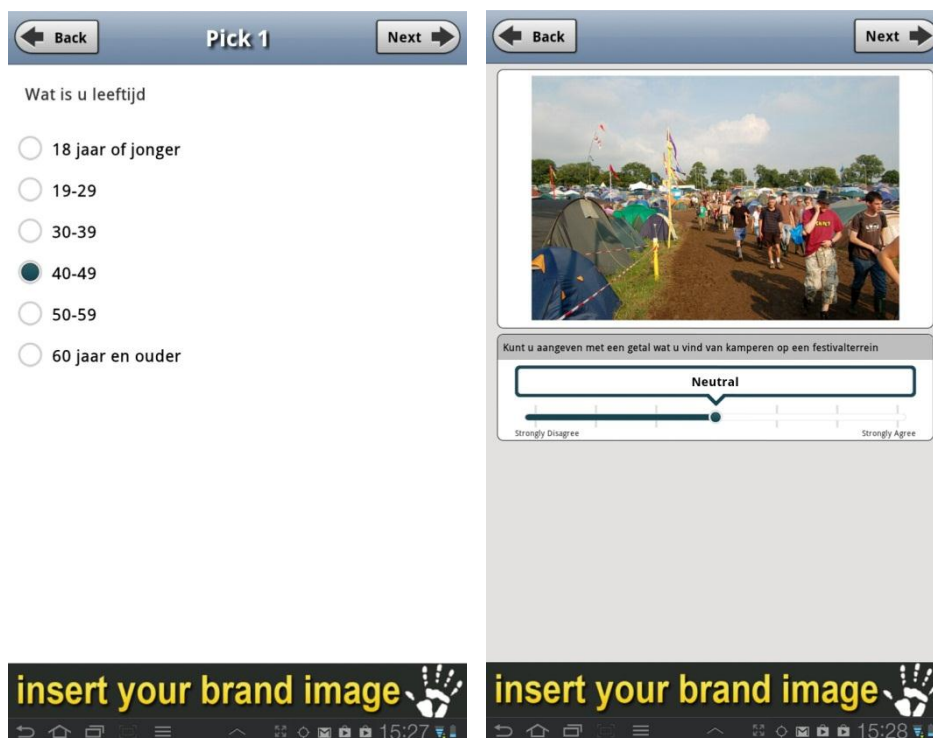 Back Pick 1 Next
Wat is u leeftijd
18 jaar of jonger
19-29
30-39
40-49
50-59
60 jaar en ouder
insert your brand image
15:27
Back Next
Kunt u aangeven met een getal wat u vind van kamperen op een festivalterrein
Neutral
Strongly Disagree Strongly Agree
insert your brand image
15:28